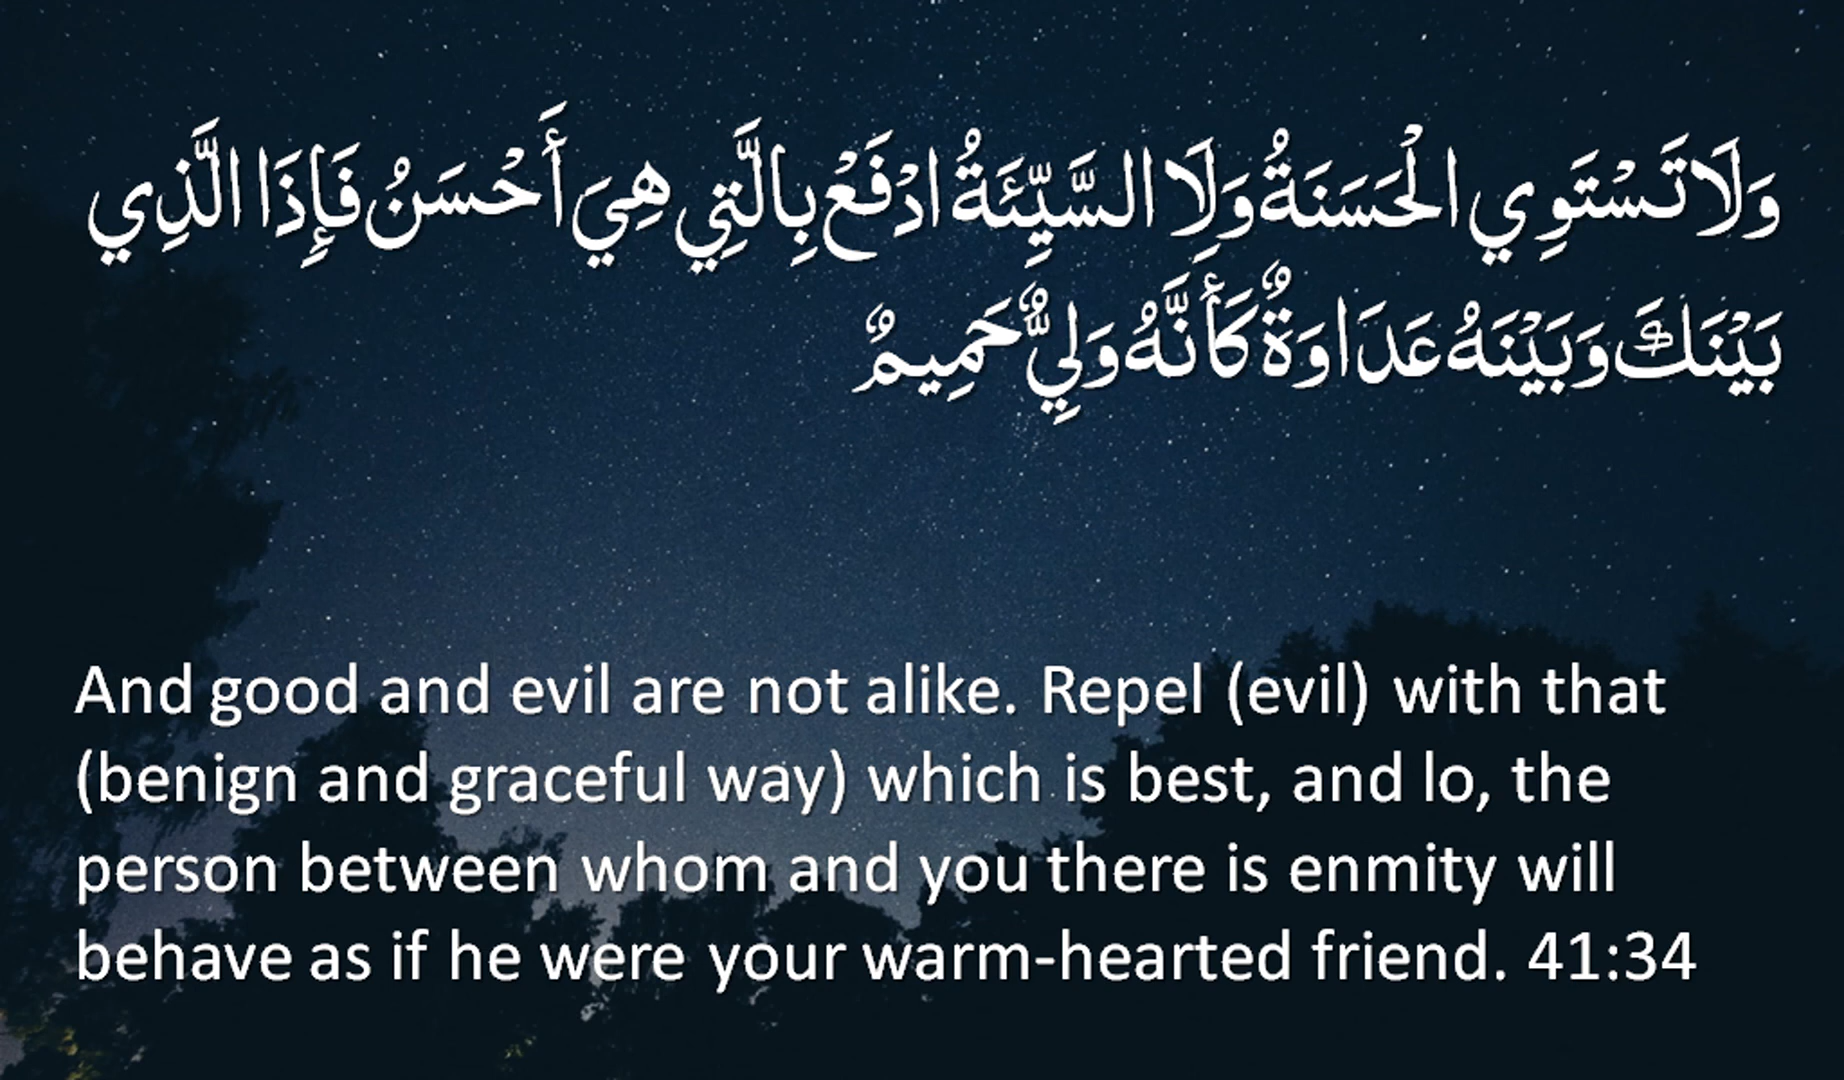 وَلَا تَسْتَوِي الْحَسَنَةُ وَلَا السَّيِّئَةُ ادْفَعْ بِالَّتِي هِيَ أَحْسَنُ فَإِذَا الَّذِي
بَيْنَكَ وَبَيْنَهُ عَدَاوَةٌ كَأَنَّهُ وَلِيٌّ حَمِيمٌ
And good and evil are not alike. Repel (evil) with that
(benign and graceful way) which is best, and lo, the
person between whom and you there is enmity will
behave as if he were your warm-hearted friend. 41:34